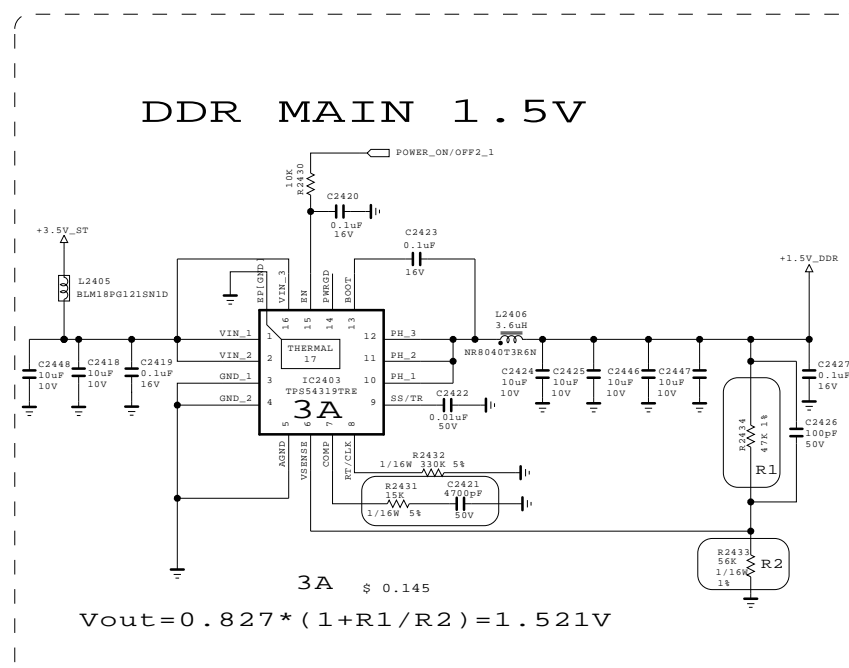 DDR MAIN 1.5V
POWER_ON/OFF2_1
10K
R2430
C2420
0.1uF
16V
C2423
0.1uF
16V
+3.5V_ST
L2405
BLM18PG121SN1D
+1.5V_DDR
EP[GND]
VIN_3
EN
PWRGD
BOOT
16
15
14
13
L2406
3.6uH
NR8040T3R6N
VIN_1
1
VIN_2
2
GND_1
3
GND_2
4
THERMAL
17
IC2403
TPS54319TRE
3A
12
PH_3
11
PH_2
10
PH_1
9
SS/TR
5
6
7
8
AGND
VSENSE
COMP
RT/CLK
C2448
10uF
10V
C2418
10uF
10V
C2419
0.1uF
16V
C2422
0.01uF
50V
C2424
10uF
10V
C2425
10uF
10V
C2446
10uF
10V
C2447
10uF
10V
C2427
0.1uF
16V
R2434
47K 1%
R1
C2426
100pF
50V
R2432
1/16W 330K 5%
R2431
15K
1/16W 5%
C2421
4700pF
50V
R2433
56K
1/16W
1%
R2
3A
$ 0.145
Vout=0.827*(1+R1/R2)=1.521V